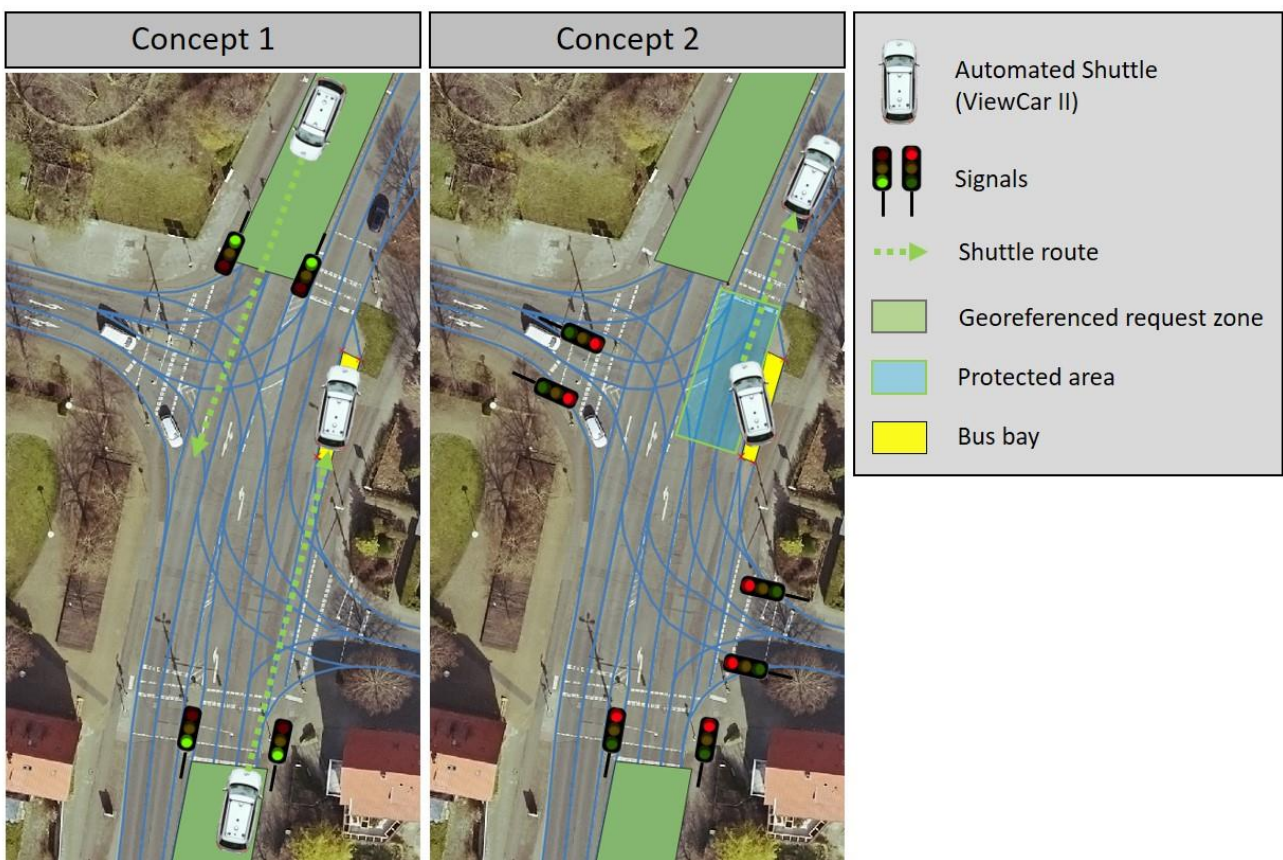 Concept 1
Concept 2
Automated Shuttle
(ViewCar II)
Signals
Shuttle route
Georeferenced request zone
Protected area
Bus bay